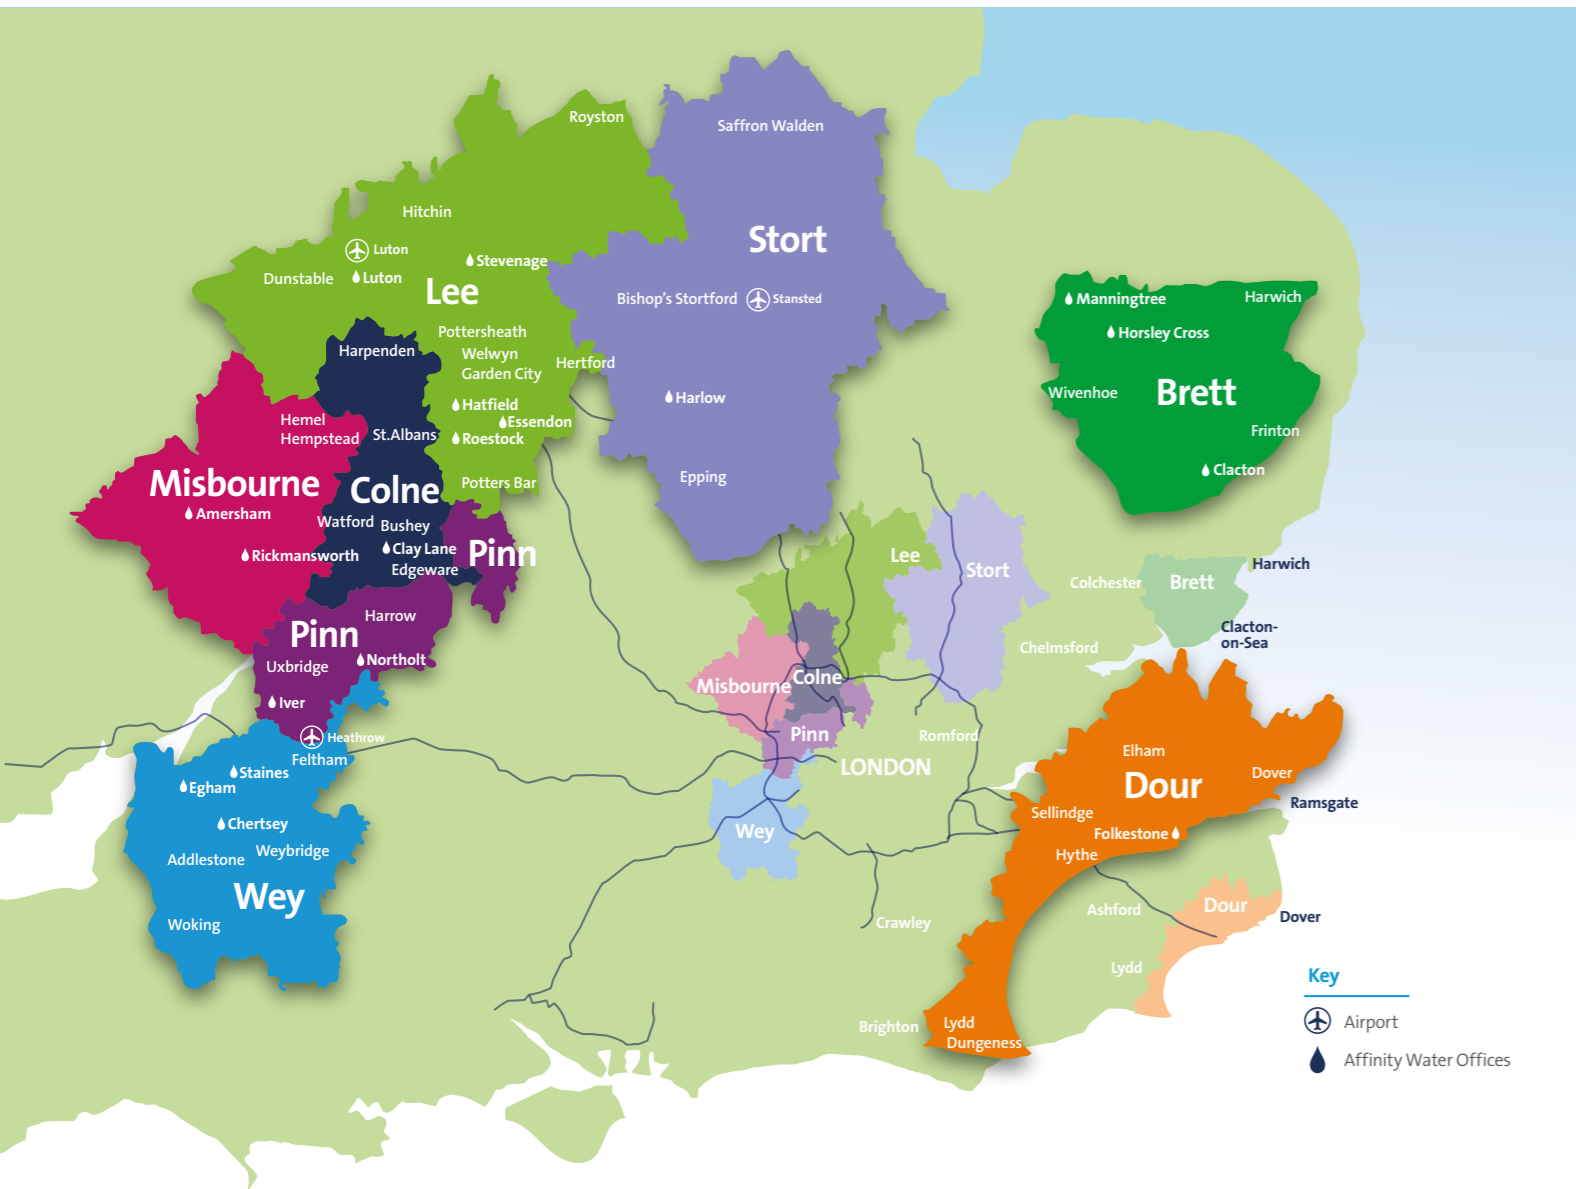 Royston
Saffron Walden
Hitchin
Luton
Stort
Stevenage
Dunstable
Luton
Lee
Bishop's Stortford
Stansted
Manningtree
Harwich
Horsley Cross
Pottersheath
Harpenden
Welwyn
Garden City
Hertford
Brett
Wivenhoe
Harlow
Hatfield
Essendon
Roestock
Hemel
Hempstead
St.Albans
Frinton
Clacton
Misbourne
Colne
Potters Bar
Epping
Amersham
Watford
Bushey
Rickmansworth
Clay Lane
Pinn
Edgeware
Lee
Stort
Harwich
Colchester
Brett
Harrow
Pinn
Clacton-
on-Sea
Chelmsford
Uxbridge
Northolt
Misbourne
Colne
Iver
Heathrow
Pinn
Romford
Feltham
LONDON
Elham
Dover
Dour
Staines
Egham
Ramsgate
Sellindge
Chertsey
Wey
Folkestone
Addlestone
Weybridge
Hythe
Wey
Woking
Ashford
Dour
Dover
Crawley
Lydd
Key
Brighton
Lydd
Airport
Dungeness
Affinity Water Offices